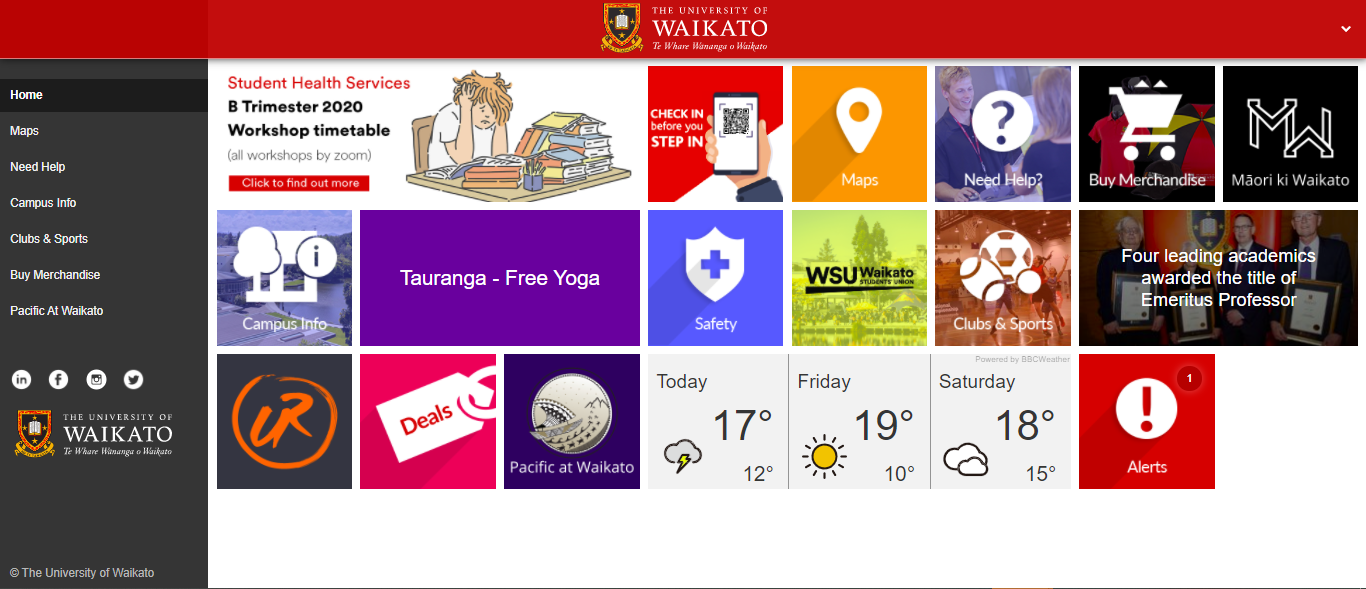 THE UNIVERSITY OF
WAIKATO
Te Whare Wānanga o Waikato
Home
Maps
Need Help
Campus Info
Clubs & Sports
Buy Merchandise
Pacific At Waikato
in
f
THE UNIVERSITY OF
WAIKATO
Te Whare Wānanga o Waikato
© The University of Waikato
Student Health Services
B Trimester 2020
Workshop timetable
(all workshops by zoom)
Click to find out more
CHECK IN
before you
STEP IN
Maps
?
Need Help?
Buy Merchandise
MW
Māori ki Waikato
i
Campus Info
Tauranga - Free Yoga
Safety
WSU Waikato
STUDENTS' UNION
Clubs & Sports
Four leading academics
awarded the title of
Emeritus Professor
iR
Deals
Pacific at Waikato
Powered by BBCWeather
Today
17°
12°
Friday
19°
10°
Saturday
18°
15°
1
!
Alerts